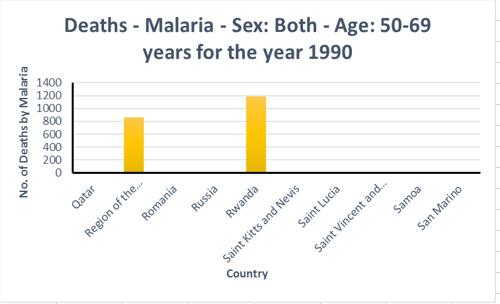 Deaths - Malaria - Sex: Both - Age: 50-69
years for the year 1990
No. of Deaths by Malaria
1400
1200
1000
800
600
400
200
0
Qatar
Region of the...
Romania
Russia
Rwanda
Saint Kitts and Nevis
Saint Lucia
Saint Vincent and...
Samoa
San Marino
Country